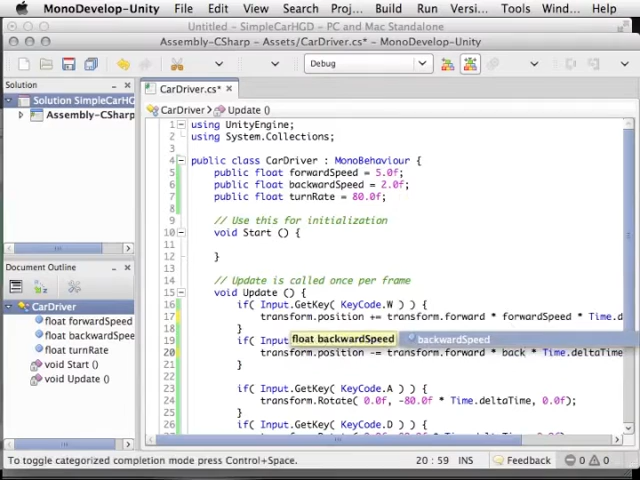 MonoDevelop-Unity File Edit View Search Proj... Build Run Versi... Tools Wind... Help
Untitled - SimpleCarHGD - PC and Mac Standalone
Assembly-CSharp - Assets/CarDriver.cs* - MonoDevelop-Unity
Debug
Solution
Solution SimpleCarHG
Assembly-CSharp
Document Outline
CarDriver
float forwardSpeed
float backwardSpee
float turnRate
void Start ()
void Update ()
CarDriver.cs*
CarDriver Update ()
1 using UnityEngine;
2 using System.Collections;
3
4 public class CarDriver : MonoBehaviour {
5 public float forwardSpeed = 5.0f;
6 public float backwardSpeed = 2.0f;
7 public float turnRate = 80.0f;
8
9 // Use this for initialization
10 void Start () {
11
12 }
13
14 // Update is called once per frame
15 void Update () {
16 if( Input.GetKey( KeyCode.W ) ) {
17 transform.position += transform.forward * forwardSpeed * Time.d
18 }
19 if( Inpu
float backwardSpeed backwardSpeed
20 transform.position -= transform.forward * back * Time.deltaTime
21 }
22
23 if( Input.GetKey( KeyCode.A ) ) {
24 transform.Rotate( 0.0f, -80.0f * Time.deltaTime, 0.0f);
25 }
26 if( Input.GetKey( KeyCode.D ) ) {
To toggle categorized completion mode press Control+Space. 20 : 59 INS Feedback 0 0